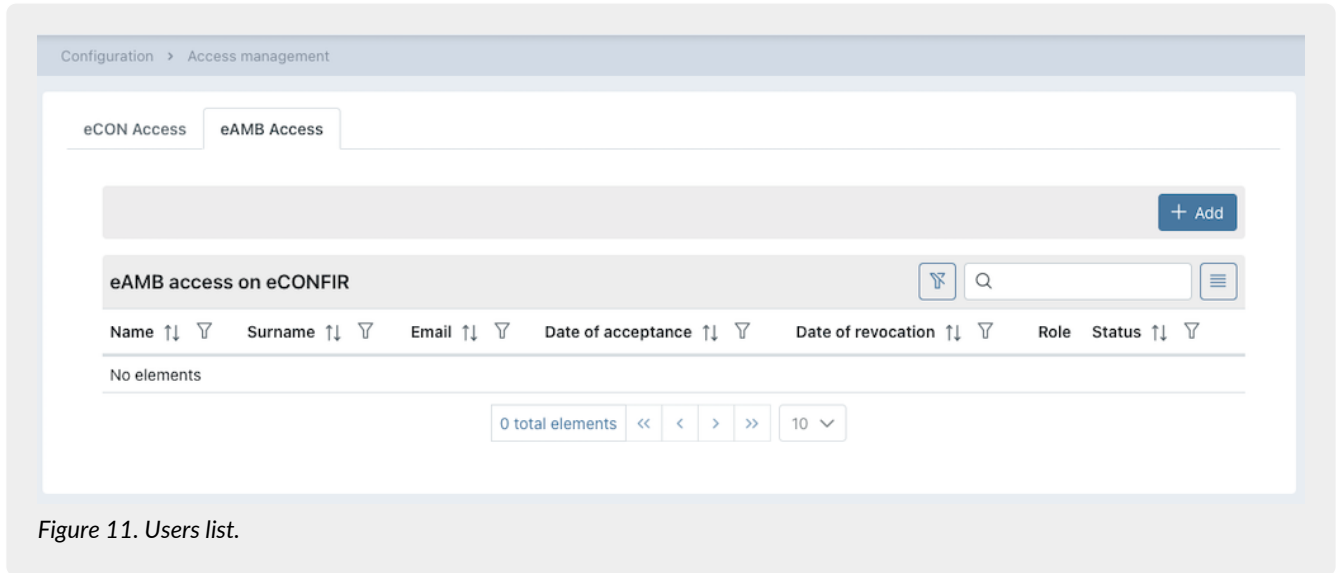 Configuration > Access management
eCON Access eAMB Access
+ Add
eAMB access on eCONFIR
Name Surname Email Date of acceptance Date of revocation Role Status
No elements
0 total elements << < > >> 10
Figure 11. Users list.